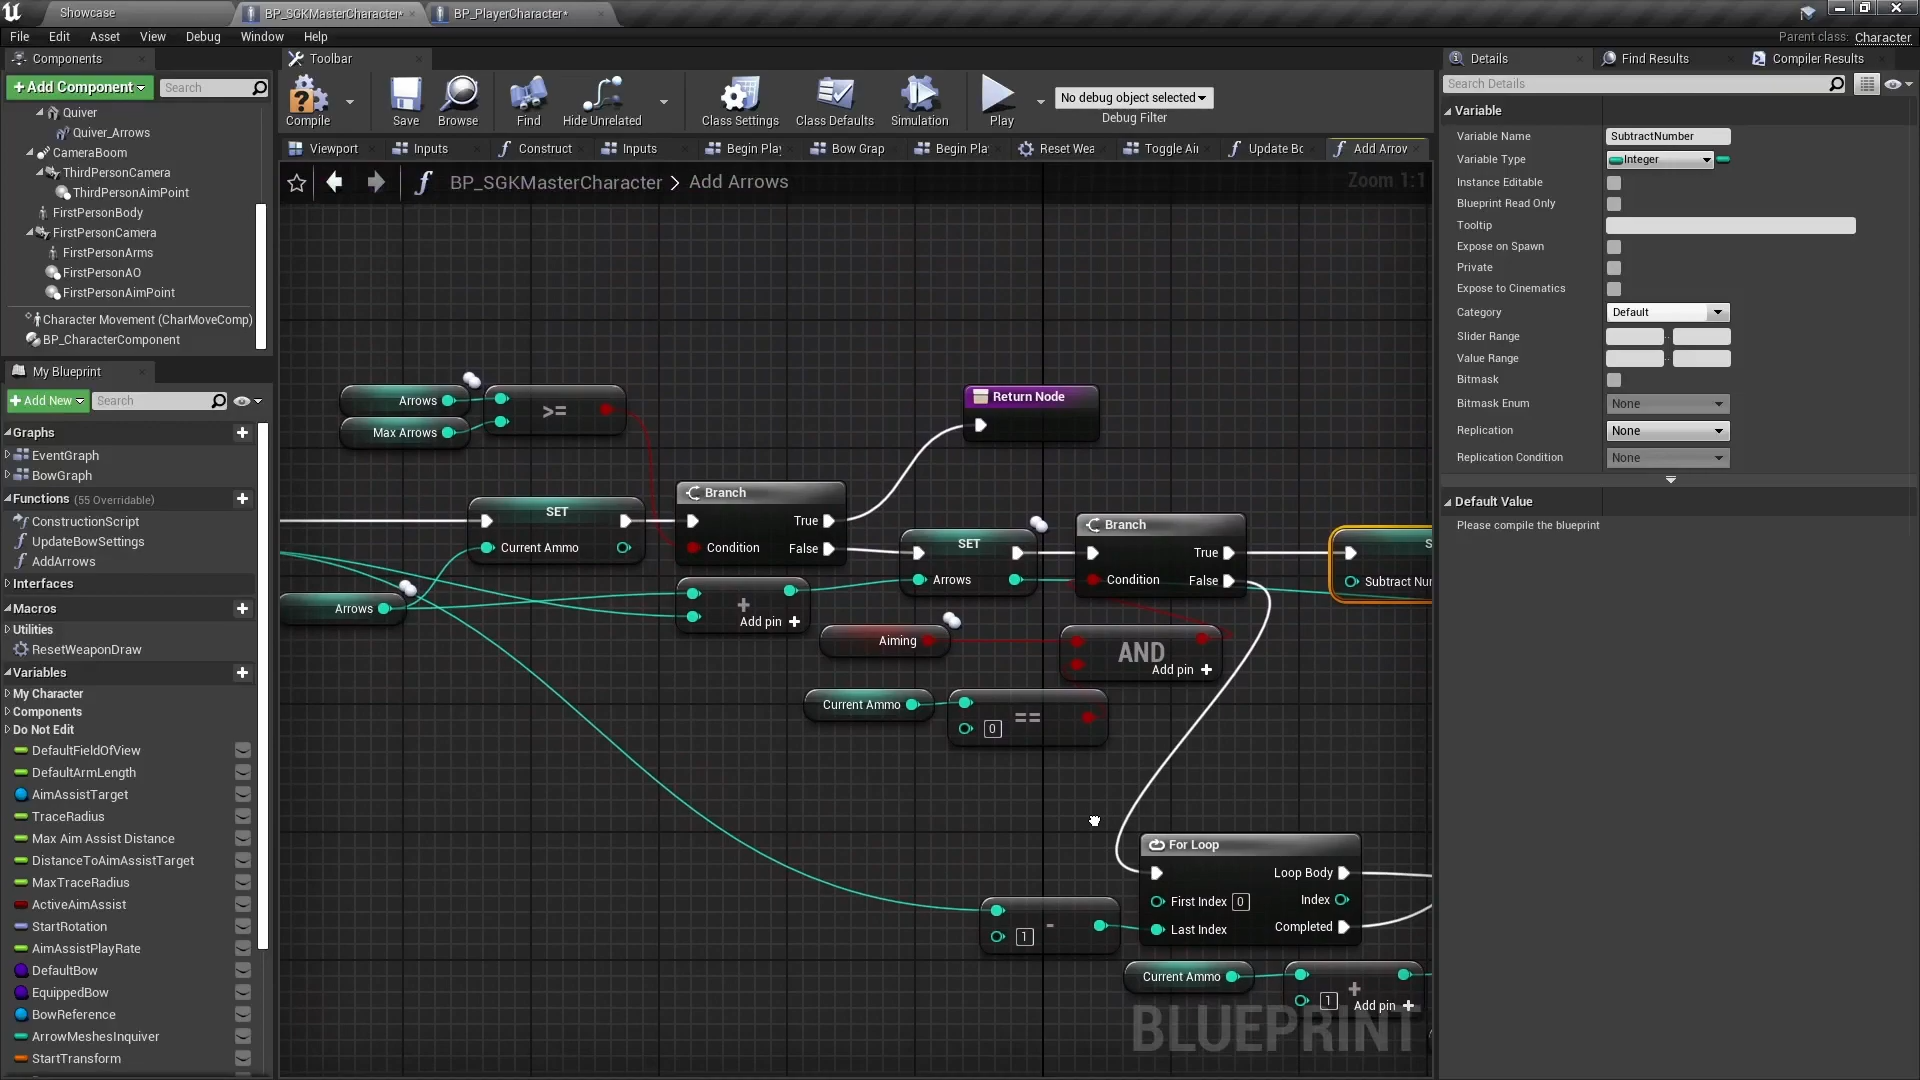 Showcase
BP_SGKMasterCharacter*
BP_PlayerCharacter*
File Edit Asset View Debug Window Help
Parent class: Character
Components
+Add Component
Search
Quiver
Quiver_Arrows
CameraBoom
ThirdPersonCamera
ThirdPersonAimPoint
FirstPersonBody
FirstPersonCamera
FirstPersonArms
FirstPersonAO
FirstPersonAimPoint
Character Movement (CharMoveComp)
BP_CharacterComponent
My Blueprint
+Add New
Search
Graphs
EventGraph
BowGraph
Functions (55 Overridable)
ConstructionScript
UpdateBowSettings
AddArrows
Interfaces
Macros
Utilities
ResetWeaponDraw
Variables
My Character
Components
Do Not Edit
DefaultFieldOfView
DefaultArmLength
AimAssistTarget
TraceRadius
Max Aim Assist Distance
DistanceToAimAssistTarget
MaxTraceRadius
ActiveAimAssist
StartRotation
AimAssistPlayRate
DefaultBow
EquippedBow
BowReference
ArrowMeshesInquiver
StartTransform
Toolbar
Compile
Save
Browse
Find
Hide Unrelated
Class Settings
Class Defaults
Simulation
Play
No debug object selected
Debug Filter
Viewport
Inputs
Construct
Inputs
Begin Pla
Bow Grap
Begin Pla
Reset Wea
Toggle Ai
Update Bo
Add Arrov
BP_SGKMasterCharacter > Add Arrows
Zoom 1:1
Arrows
Max Arrows
>=
Return Node
SET
Current Ammo
Branch
True
Condition
False
SET
Arrows
Branch
True
Condition
False
S
Subtract Nur
Arrows
+
Add pin +
Aiming
AND
Add pin +
Current Ammo
==
0
For Loop
Loop Body
First Index 0
Index
Last Index
Completed
-
1
Current Ammo
+
1
Add pin +
BLUEPRINT
Details
Find Results
Compiler Results
Search Details
Variable
Variable Name SubtractNumber
Variable Type Integer
Instance Editable
Blueprint Read Only
Tooltip
Expose on Spawn
Private
Expose to Cinematics
Category Default
Slider Range
Value Range
Bitmask
Bitmask Enum None
Replication None
Replication Condition None
Default Value
Please compile the blueprint